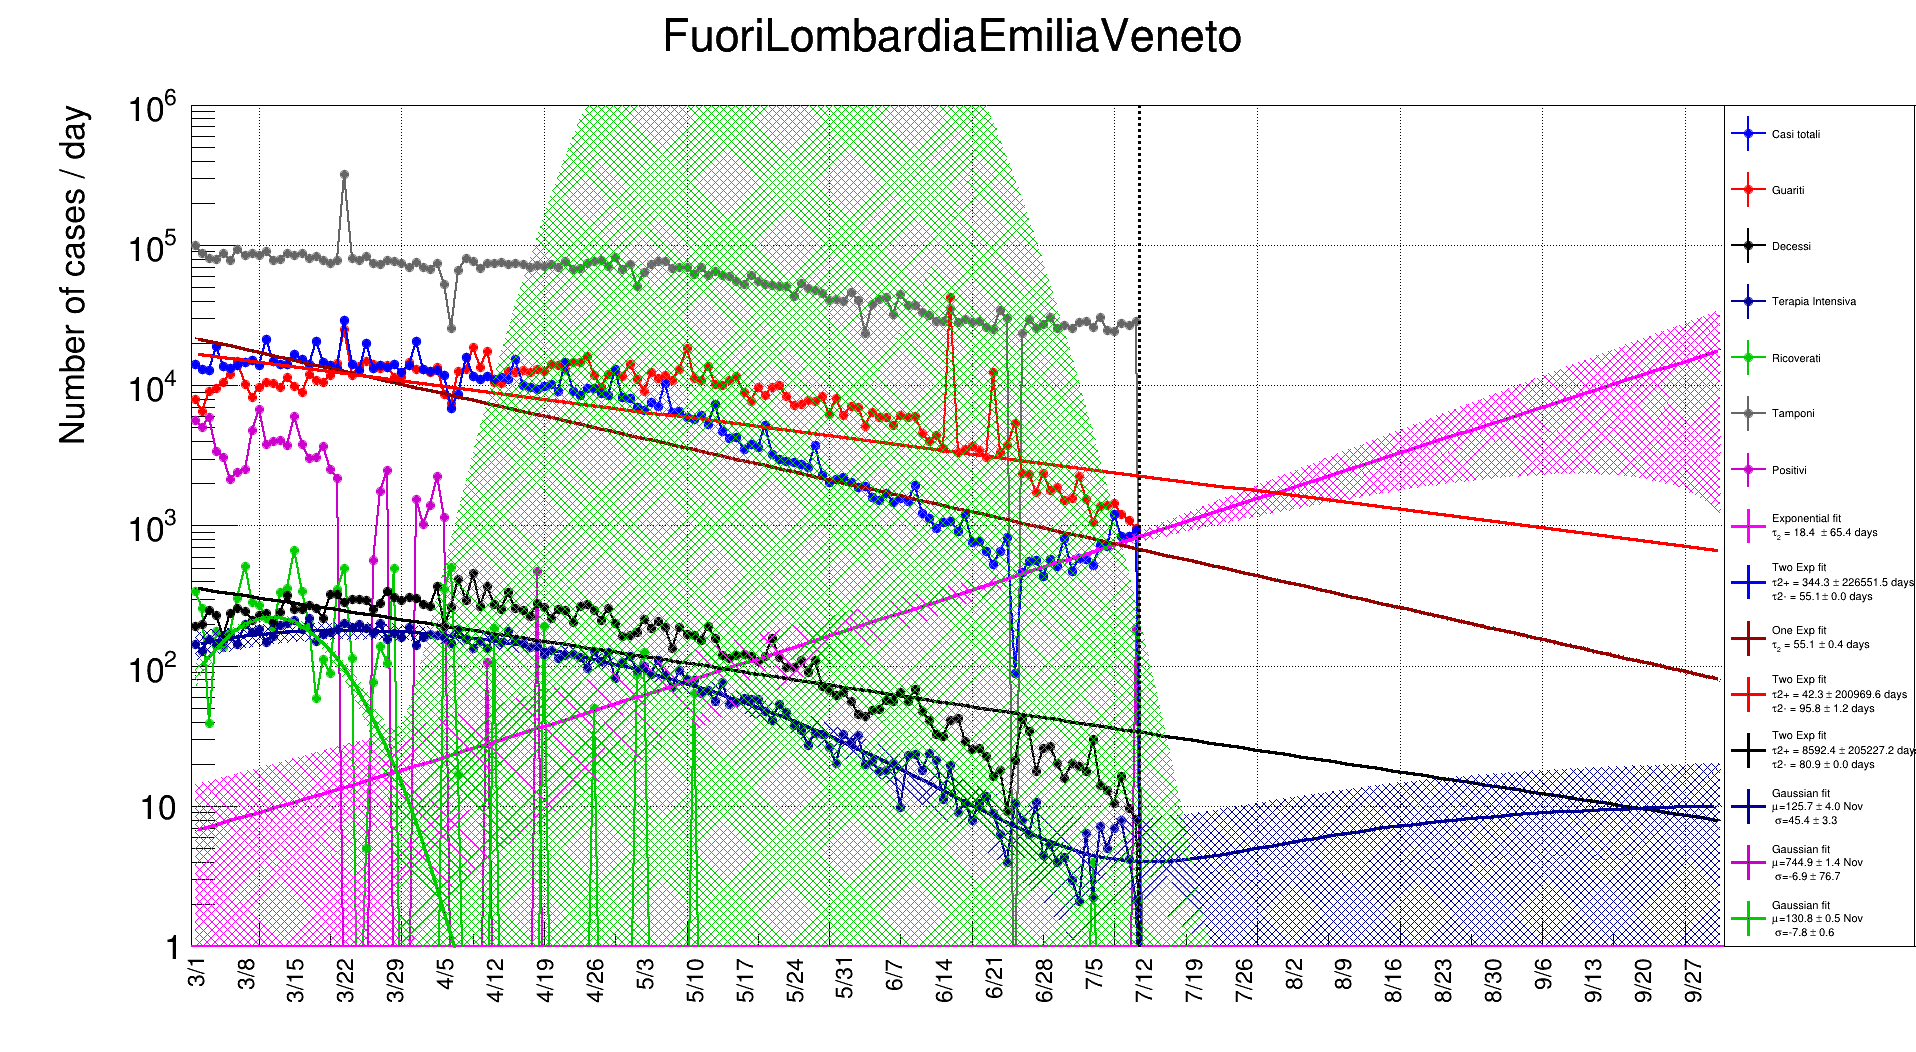 FuoriLombardiaEmiliaVeneto
Number of cases / day
10^6
10^5
10^4
10^3
10^2
10
1
3/1
3/8
3/15
3/22
3/29
4/5
4/12
4/19
4/26
5/3
5/10
5/17
5/24
5/31
6/7
6/14
6/21
6/28
7/5
7/12
7/19
7/26
8/2
8/9
8/16
8/23
8/30
9/6
9/13
9/20
9/27
Casi totali
Guariti
Decessi
Terapia Intensiva
Ricoverati
Tamponi
Positivi
Exponential fit
τ₂ = 18.4 ± 65.4 days
Two Exp fit
τ2+ = 344.3 ± 226551.5 days
τ2- = 55.1 ± 0.0 days
One Exp fit
τ₂ = 55.1 ± 0.4 days
Two Exp fit
τ2+ = 42.3 ± 200969.6 days
τ2- = 95.8 ± 1.2 days
Two Exp fit
τ2+ = 8592.4 ± 205227.2 day
τ2- = 80.9 ± 0.0 days
Gaussian fit
μ=125.7 ± 4.0 Nov
σ=45.4 ± 3.3
Gaussian fit
μ=744.9 ± 1.4 Nov
σ=-6.9 ± 76.7
Gaussian fit
μ=130.8 ± 0.5 Nov
σ=-7.8 ± 0.6